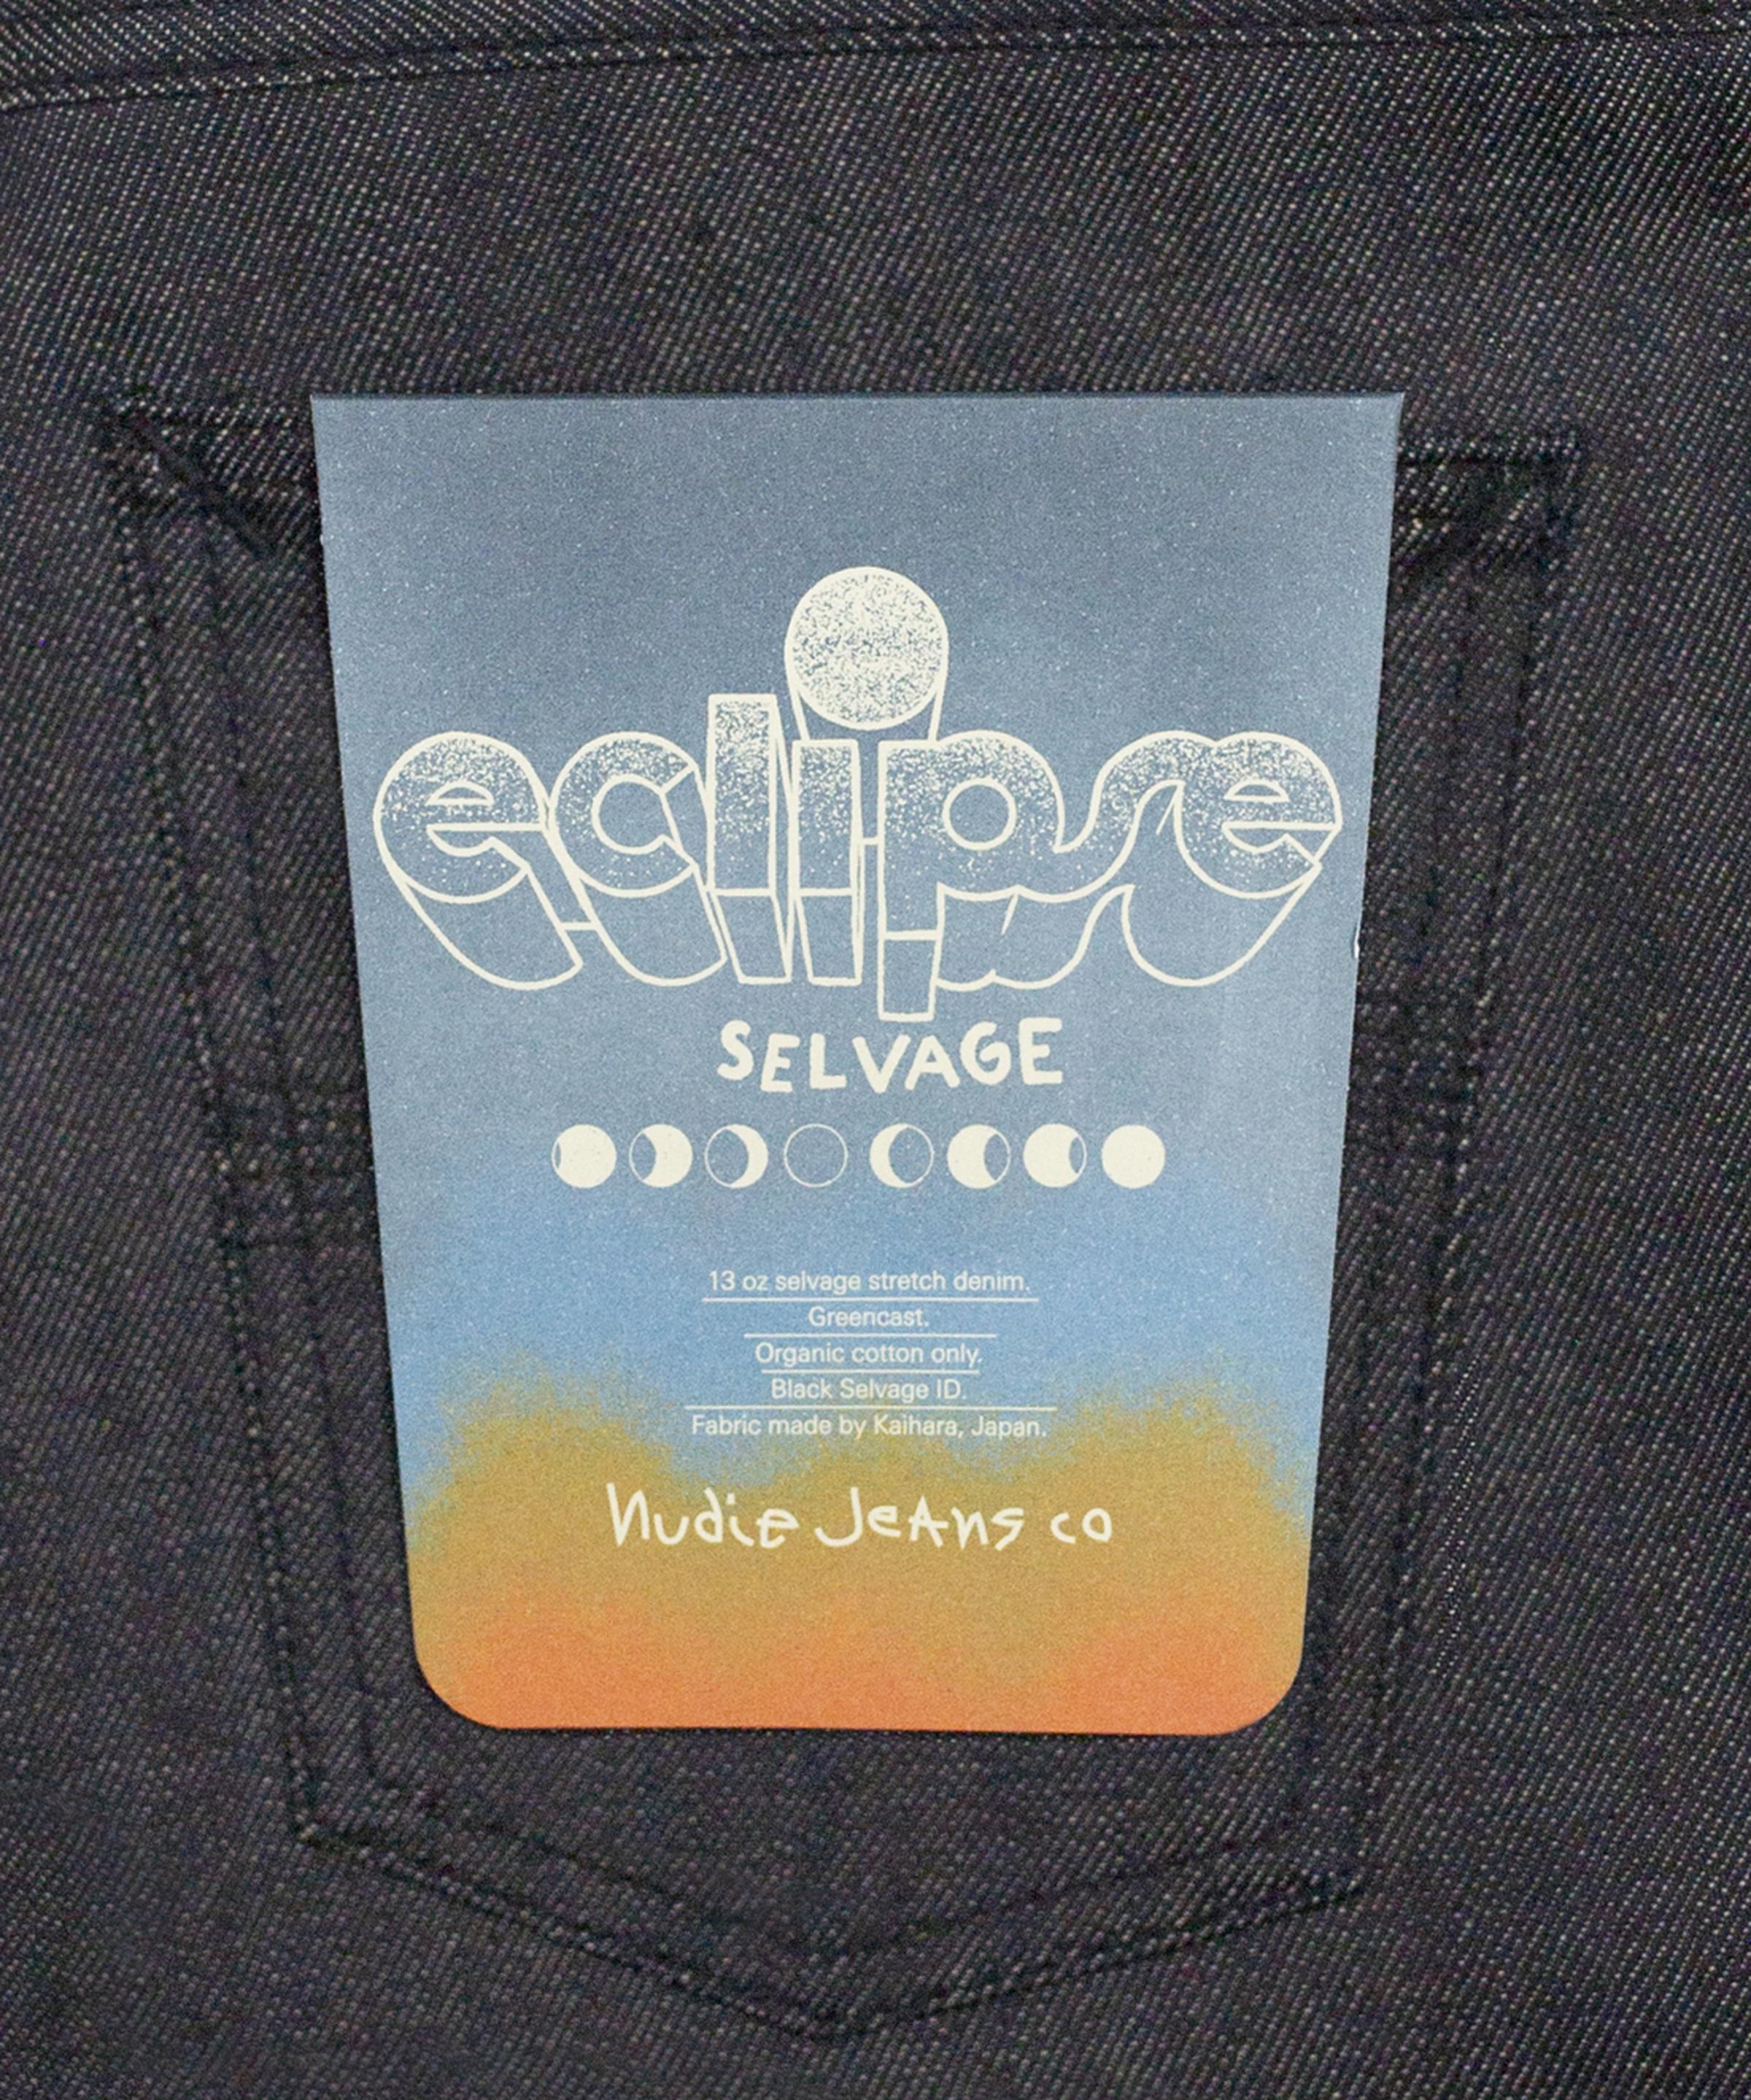 eclipse
SELVAGE
13 oz selvage stretch denim.
Greencast.
Organic cotton only.
Black Selvage ID.
Fabric made by Kaihara, Japan.
Nudie Jeans co